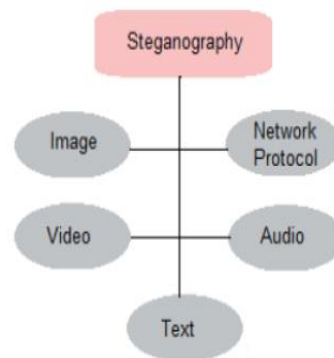 Steganography
Image
Network
Protocol
Video
Audio
Text